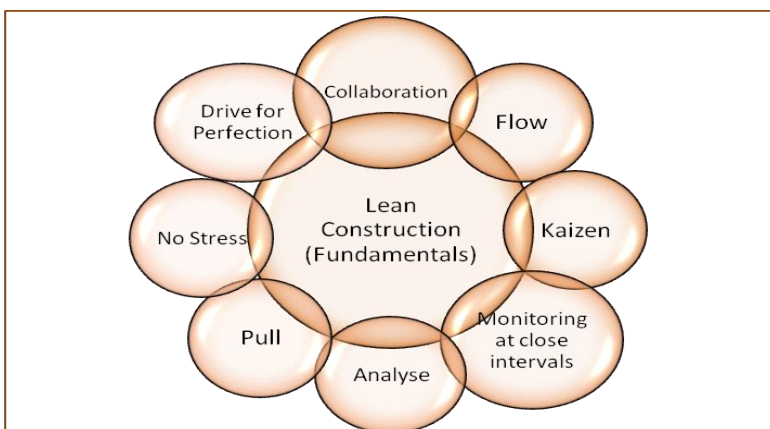 Collaboration
Flow
Kaizen
Monitoring
at close
intervals
Analyse
Pull
No Stress
Drive for
Perfection
Lean
Construction
(Fundamentals)